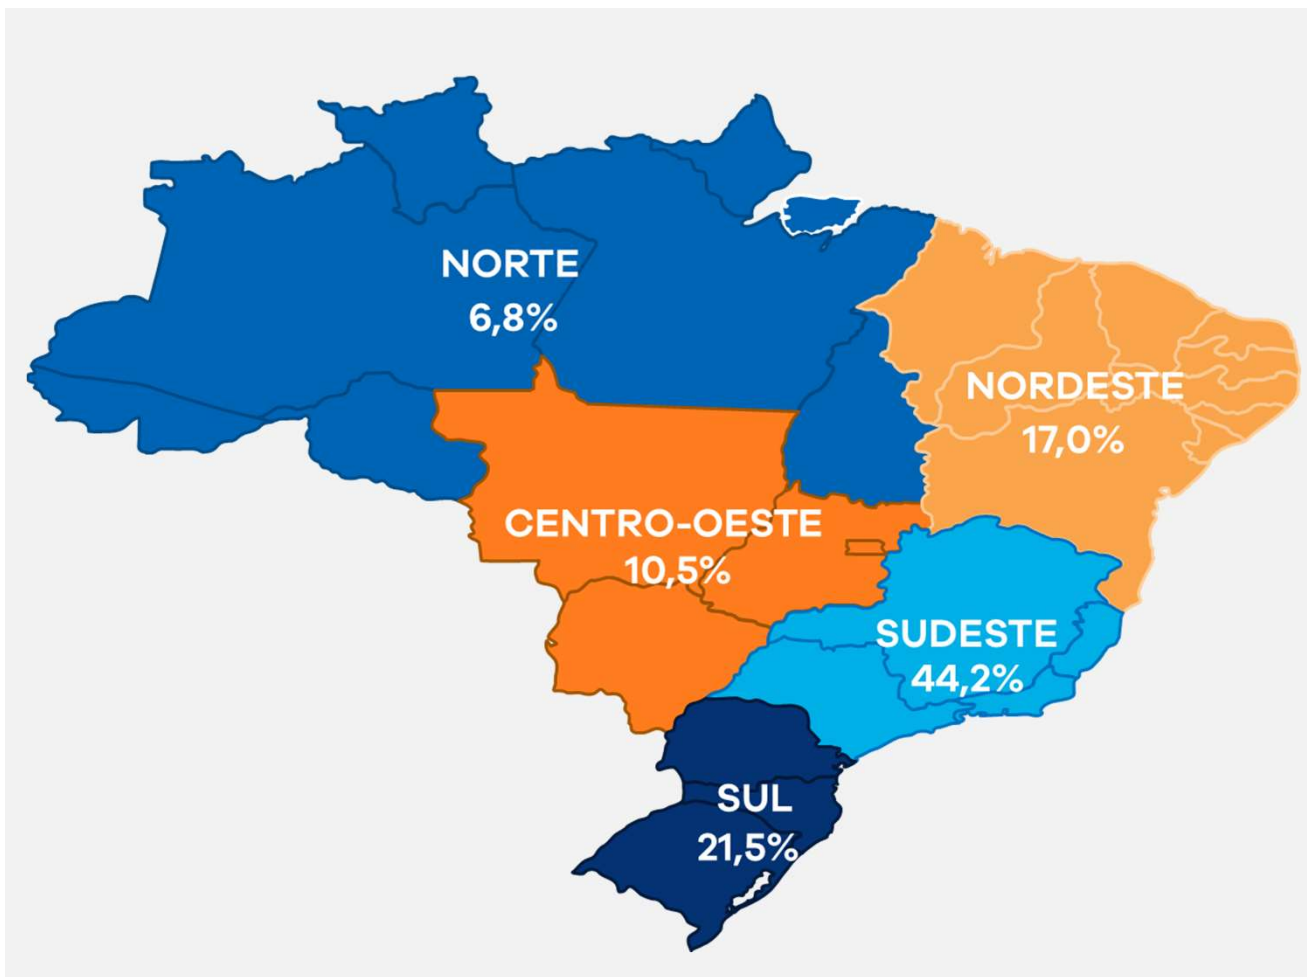 NORTE
6,8%
NORDESTE
17,0%
CENTRO-OESTE
10,5%
SUDESTE
44,2%
SUL
21,5%